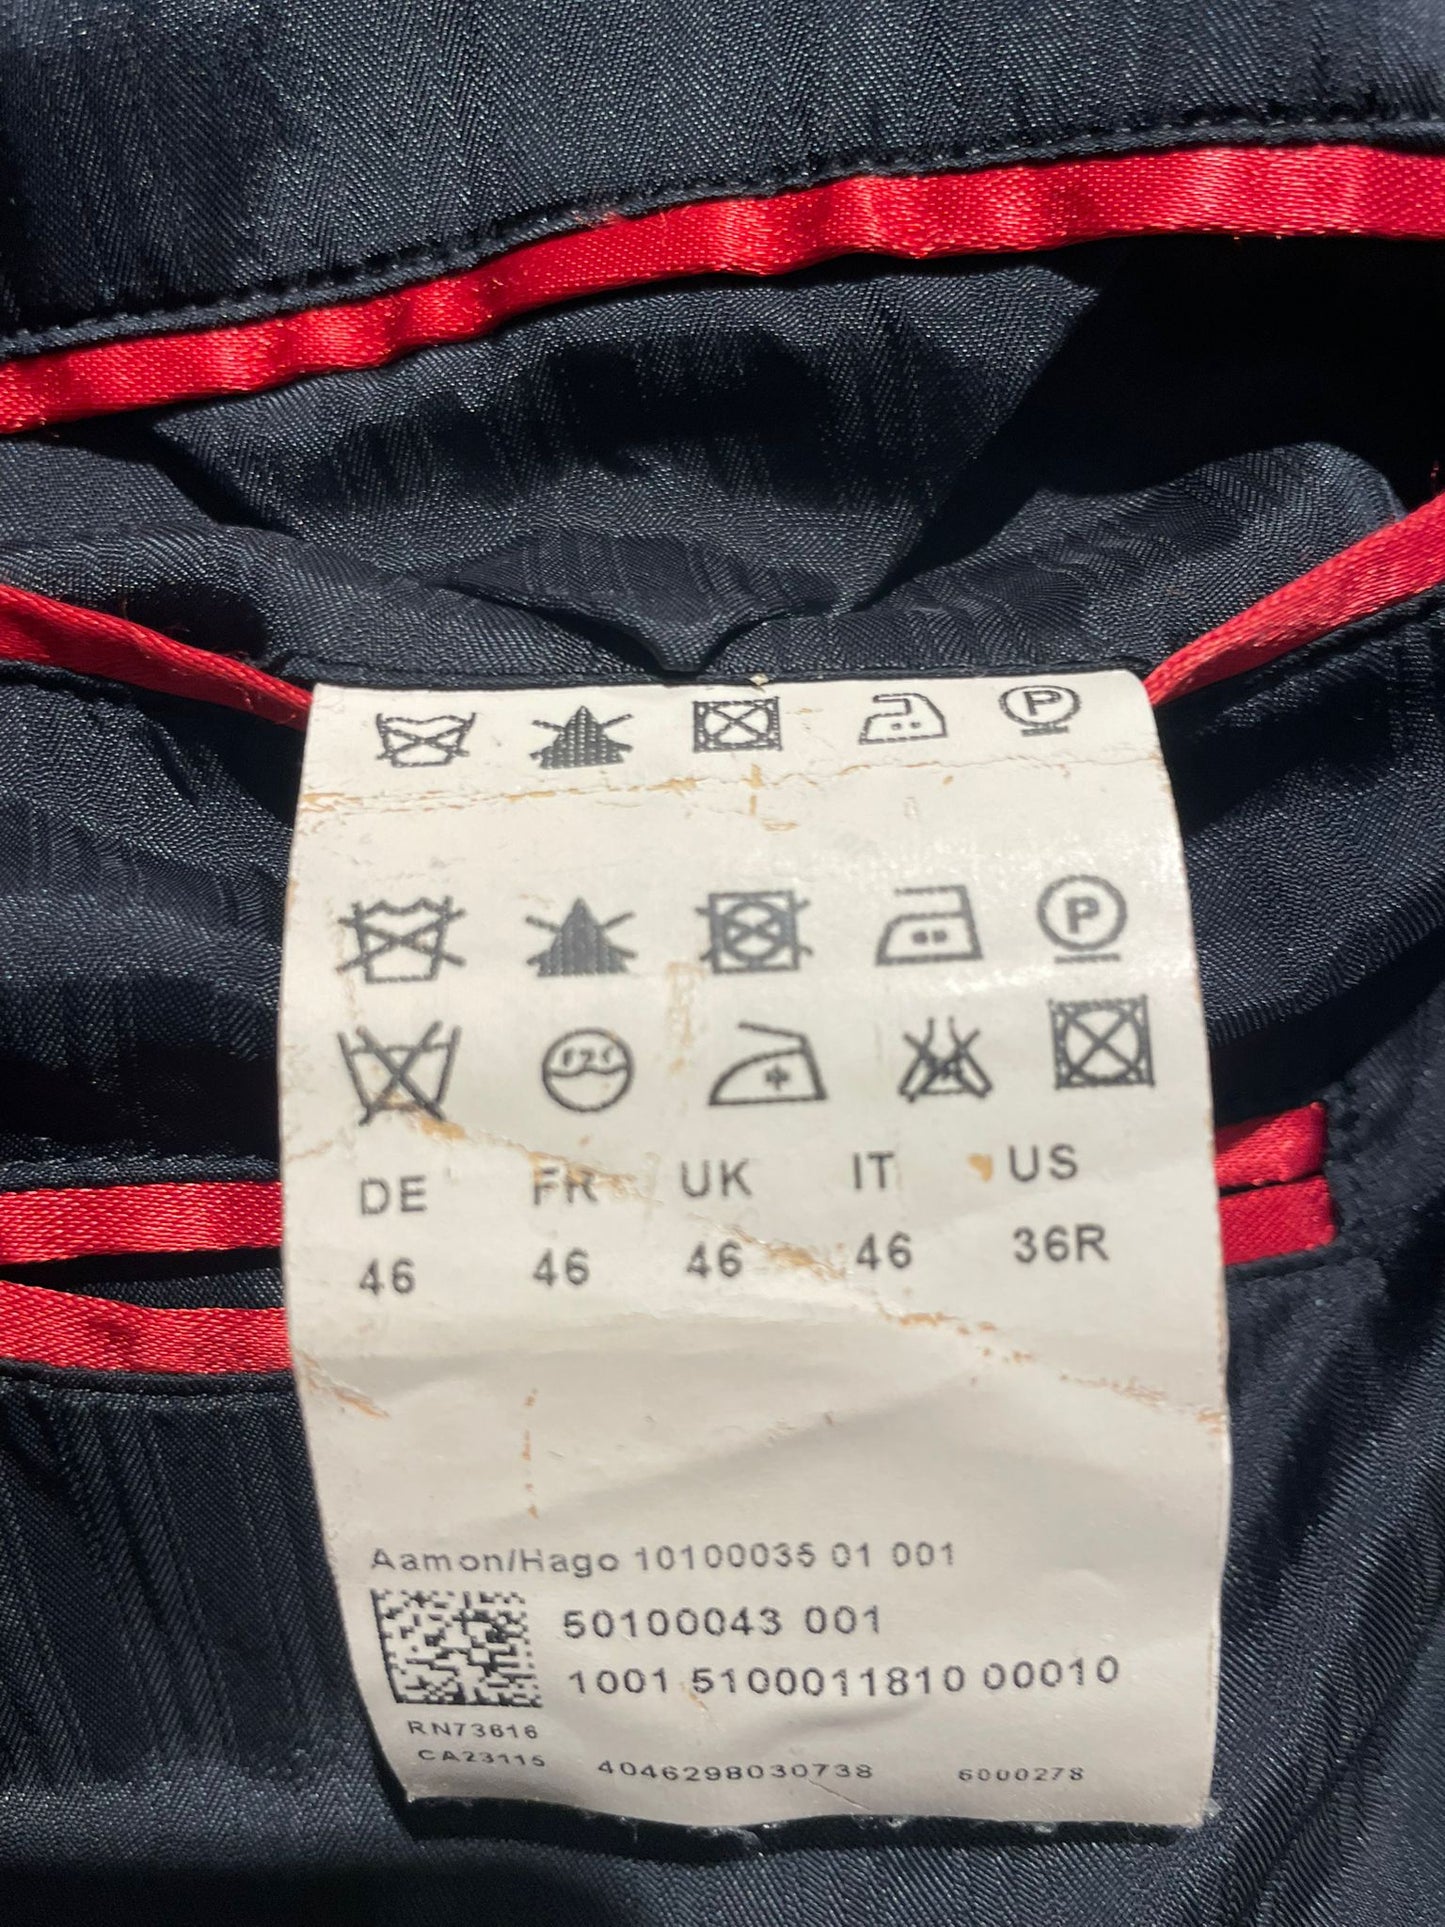 P
P
DE FR UK IT US
46 46 46 46 36R
Aamon/Hago 10100035 01 001
50100043 001
1001 5100011810 00010
RN73616
CA23115 4046298030738 6000278